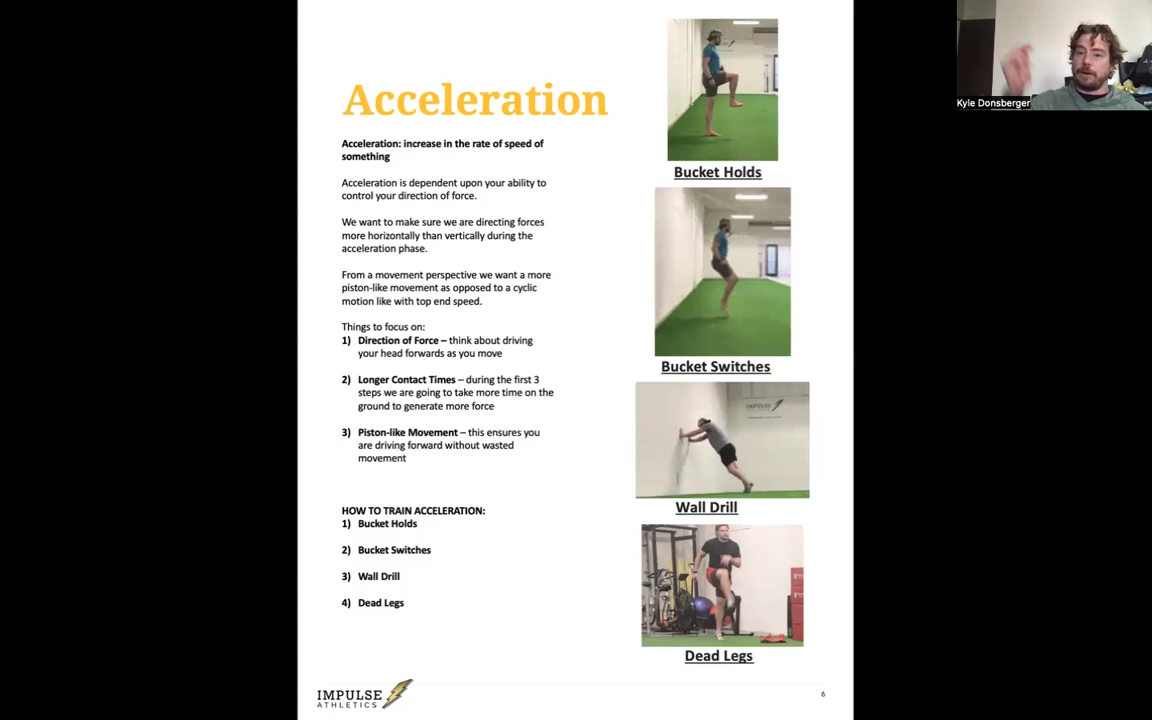 Acceleration
Acceleration: increase in the rate of speed of
something
Acceleration is dependent upon your ability to
control your direction of force.
We want to make sure we are directing forces
more horizontally than vertically during the
acceleration phase.
From a movement perspective we want a more
piston-like movement as opposed to a cyclic
motion like with top end speed.
Things to focus on:
1) Direction of Force – think about driving
your head forwards as you move
2) Longer Contact Times – during the first 3
steps we are going to take more time on the
ground to generate more force
3) Piston-like Movement – this ensures you
are driving forward without wasted
movement
HOW TO TRAIN ACCELERATION:
1) Bucket Holds
2) Bucket Switches
3) Wall Drill
4) Dead Legs
Bucket Holds
Bucket Switches
IMPULSE
Wall Drill
Dead Legs
IMPULSE
ATHLETICS
6
Kyle Donsberger